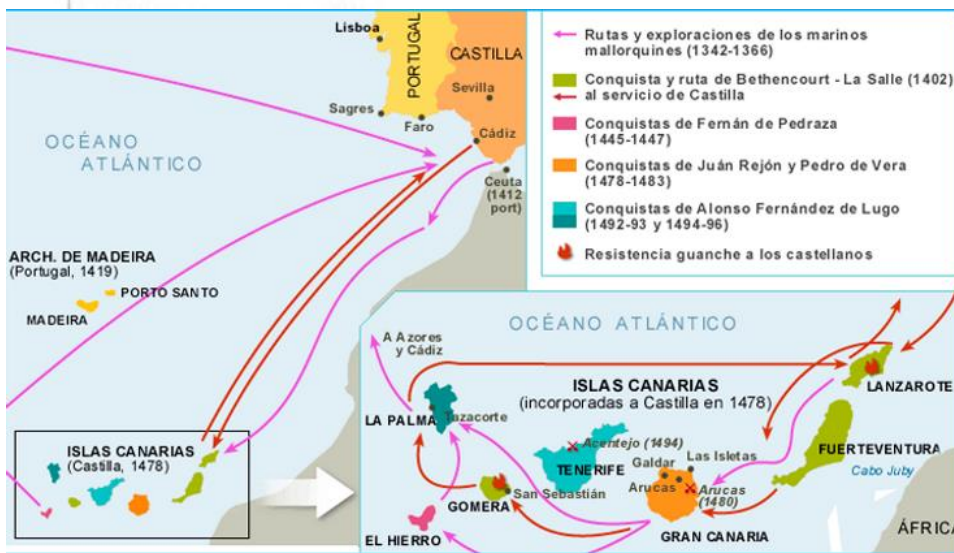 Lisboa
PORTUGAL
CASTILLA
Sevilla
Sagres
Faro
Cádiz
OCÉANO
ATLÁNTICO
Ceuta
(1412
port)
ARCH. DE MADEIRA
(Portugal, 1419)
PORTO SANTO
MADEIRA
ISLAS CANARIAS
(Castilla, 1478)
Rutas y exploraciones de los marinos
mallorquines (1342-1366)
Conquista y ruta de Bethencourt - La Salle (1402)
al servicio de Castilla
Conquistas de Fernán de Pedraza
(1445-1447)
Conquistas de Juán Rejón y Pedro de Vera
(1478-1483)
Conquistas de Alonso Fernández de Lugo
(1492-93 y 1494-96)
Resistencia guanche a los castellanos
OCÉANO ATLÁNTICO
A Azores
y Cádiz
ISLAS CANARIAS
(incorporadas a Castilla en 1478)
LANZAROTE
LA PALMA
Tazacorte
Acentejo (1494)
TENERIFE
FUERTEVENTURA
Cabo Juby
Las Isletas
Galdar
Arucas
Arucas
(1480)
San Sebastián
GOMERA
EL HIERRO
GRAN CANARIA
ÁFRICA